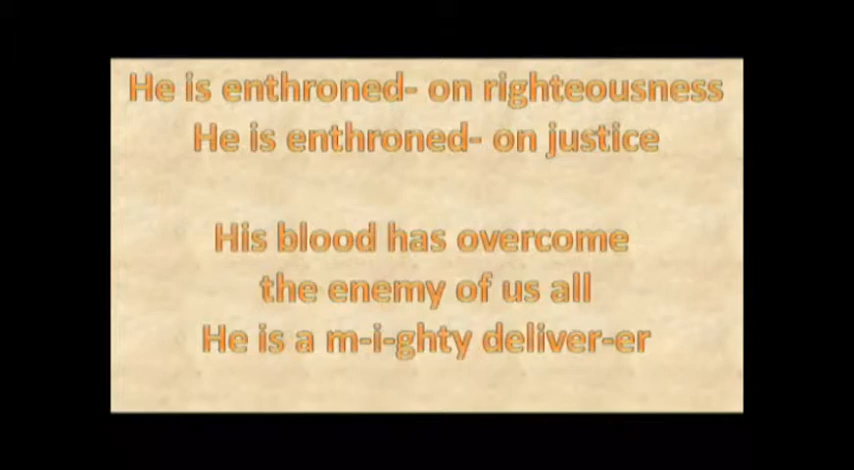 He is enthroned- on righteousness
He is enthroned- on justice
His blood has overcome
the enemy of us all
He is a m-i-ghty deliver-er